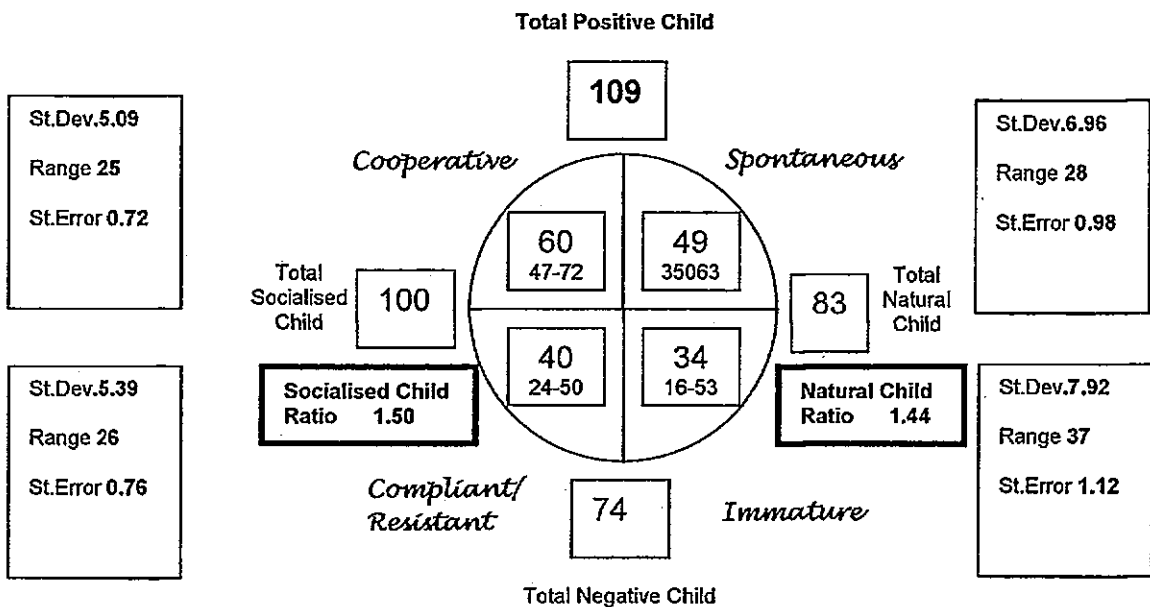 Total Positive Child
109
St.Dev.5.09
Range 25
St.Error 0.72
Cooperative
Spontaneous
St.Dev.6.96
Range 28
St.Error 0.98
60
47-72
49
35063
Total
Socialised
Child
100
83
Total
Natural
Child
40
24-50
34
16-53
St.Dev.5.39
Range 26
St.Error 0.76
Socialised Child
Ratio 1.50
Natural Child
Ratio 1.44
St.Dev.7.92
Range 37
St.Error 1.12
Compliant/
Resistant
74
Immature
Total Negative Child